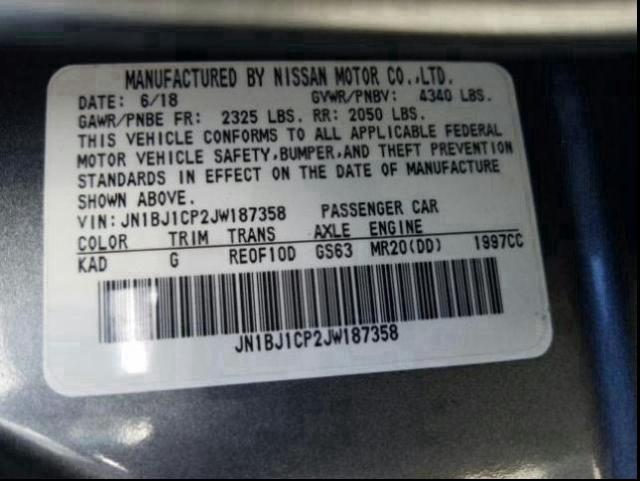 MANUFACTURED BY NISSAN MOTOR CO.,LTD.
DATE: 6/18 GVWR/PNBV: 4340 LBS.
GAWR/PNBE FR: 2325 LBS. RR: 2050 LBS.
THIS VEHICLE CONFORMS TO ALL APPLICABLE FEDERAL
MOTOR VEHICLE SAFETY,BUMPER,AND THEFT PREVENTION
STANDARDS IN EFFECT ON THE DATE OF MANUFACTURE
SHOWN ABOVE.
VIN: JN1BJ1CP2JW187358 PASSENGER CAR
COLOR TRIM TRANS AXLE ENGINE
KAD G REOF10D GS63 MR20(DD) 1997CC
JN1BJ1CP2JW187358